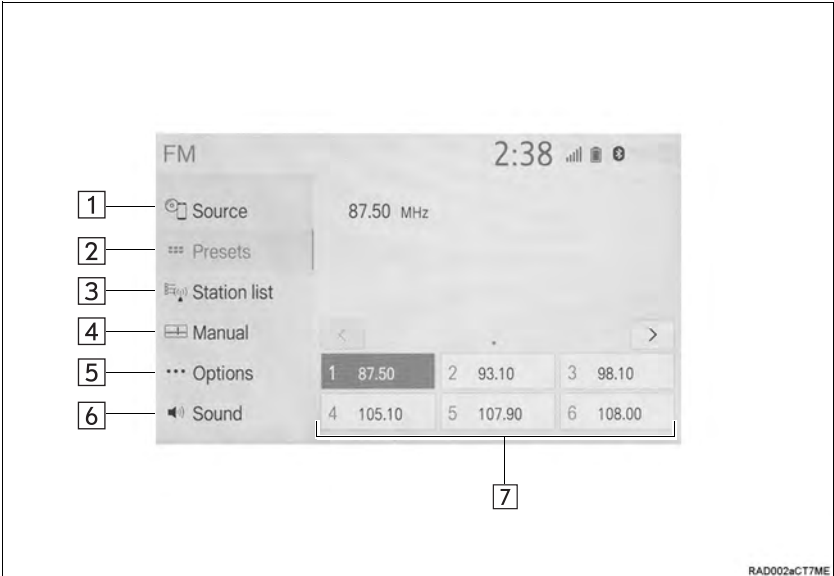 FM 2:38
1 Source
87.50 MHz
2 Presets
3 Station list
4 Manual
< >
5 Options
1 87.50 2 93.10 3 98.10
6 Sound
4 105.10 5 107.90 6 108.00
7
RAD002aCT7ME